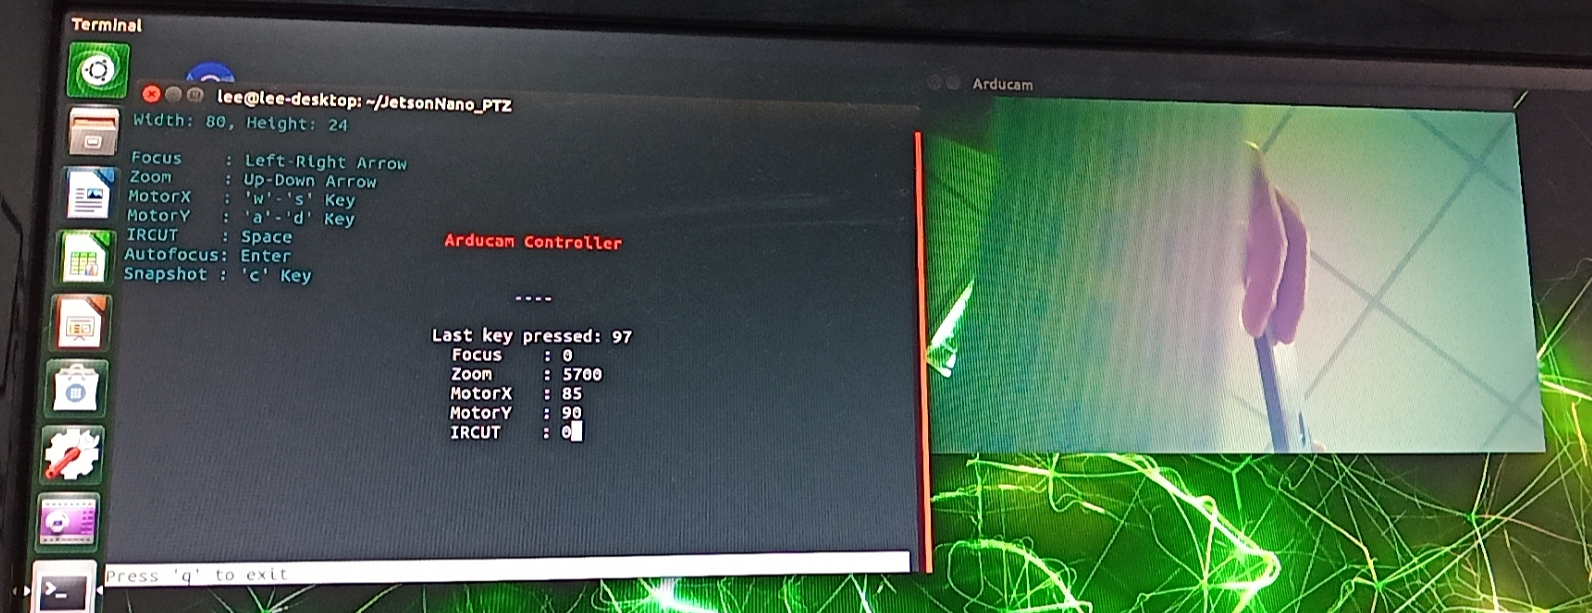 Terminal
lee@lee-desktop: ~/JetsonNano_PTZ
Width: 80, Height: 24
Focus : Left-Right Arrow
Zoom : Up-Down Arrow
MotorX : 'w'-'s' Key
MotorY : 'a'-'d' Key
IRCUT : Space
Autofocus: Enter
Snapshot : 'c' Key
Arducam Controller
----
Last key pressed: 97
Focus : 0
Zoom : 5700
MotorX : 85
MotorY : 90
IRCUT : 0
Press 'q' to exit
Arducam